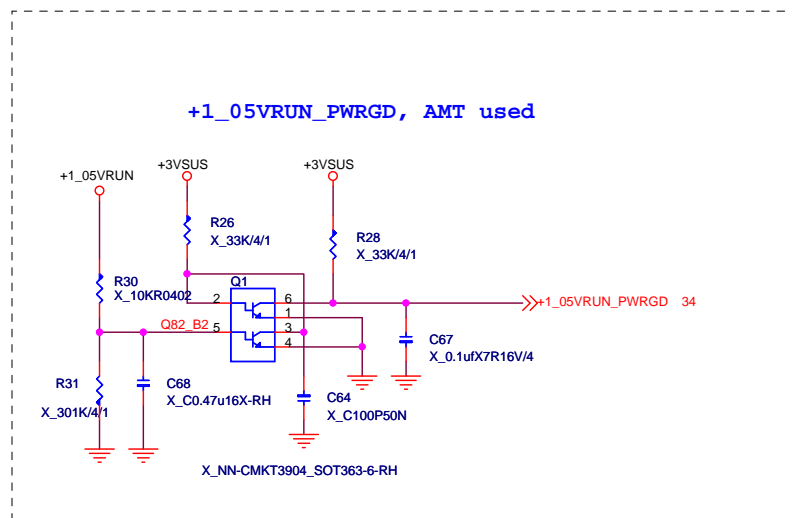 +1_05VRUN_PWRGD, AMT used
+3VSUS
+3VSUS
+1_05VRUN
R26
X_33K/4/1
R28
X_33K/4/1
R30
X_10KR0402
Q1
2
6
1
5
3
4
Q82_B2
+1_05VRUN_PWRGD 34
C67
X_0.1ufX7R16V/4
R31
X_301K/4/1
C68
X_C0.47u16X-RH
C64
X_C100P50N
X_NN-CMKT3904_SOT363-6-RH